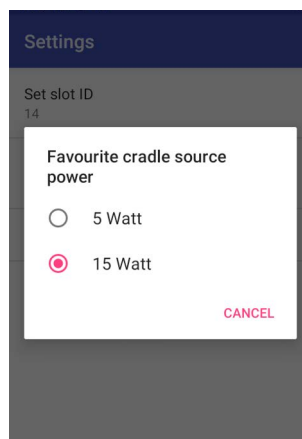 Settings
Set slot ID
14
Favourite cradle source
power
5 Watt
15 Watt
CANCEL